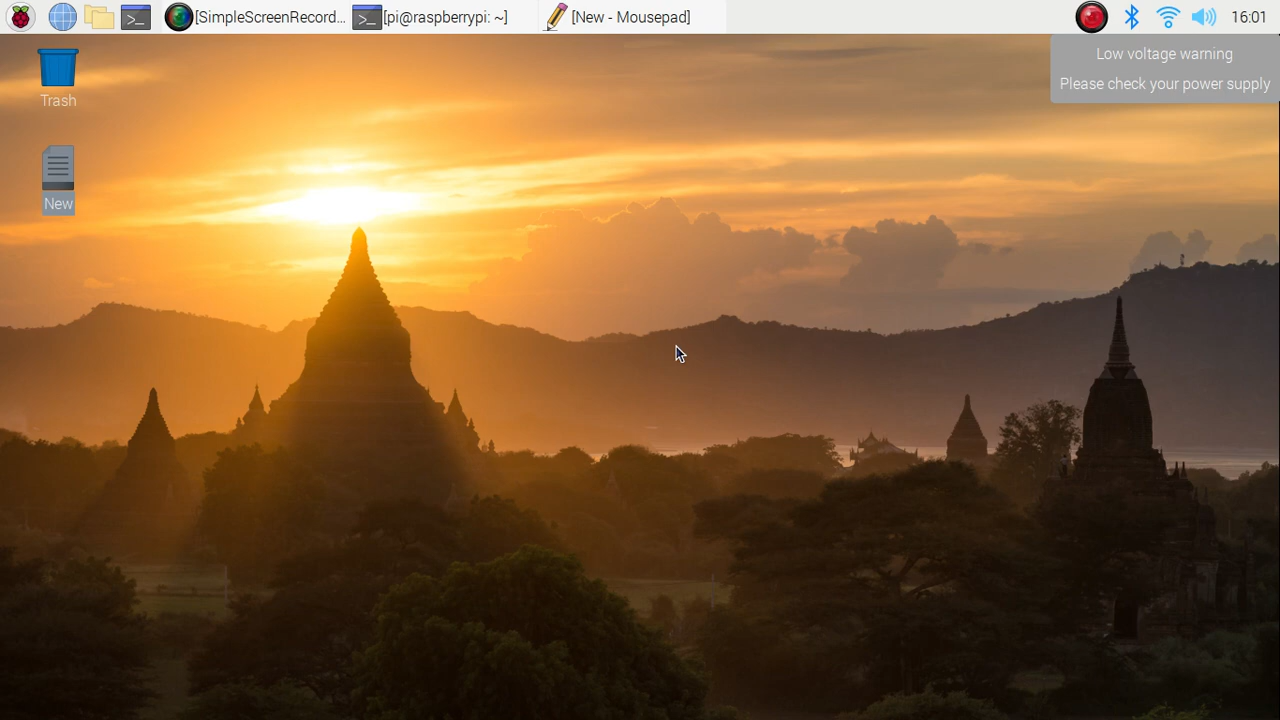 [SimpleScreenRecord...
[pi@raspberrypi: ~]
[New - Mousepad]
16:01
Low voltage warning
Please check your power supply
Trash
New